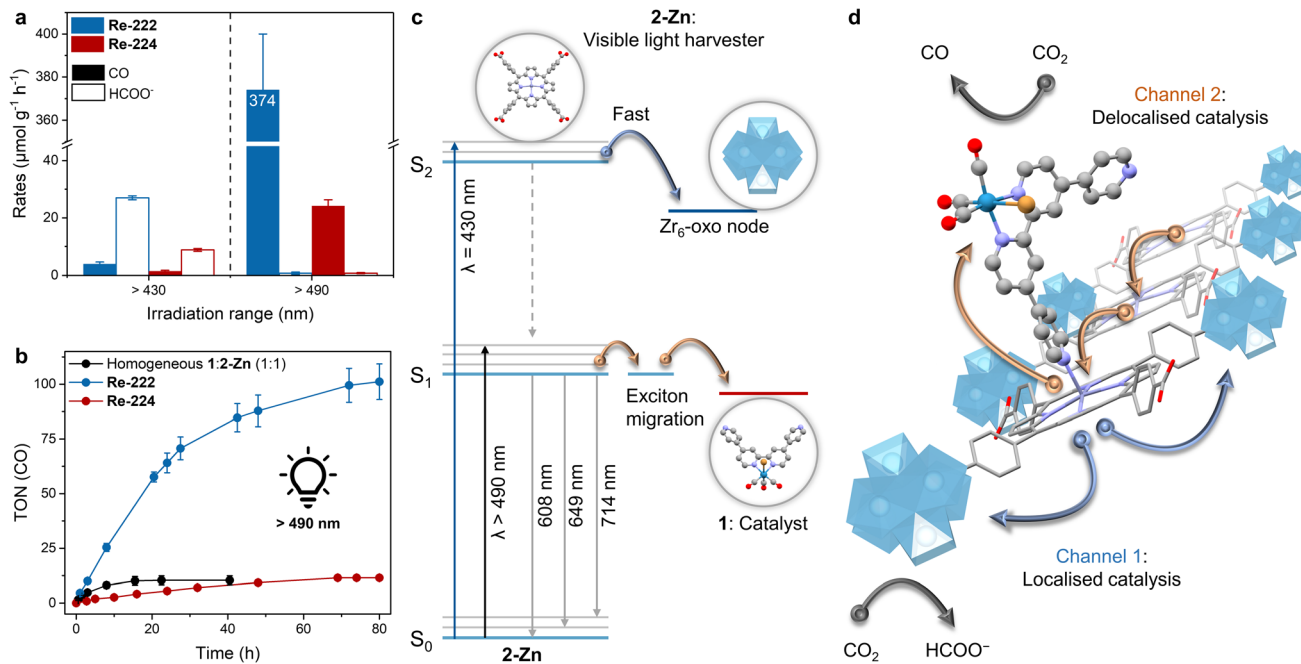 a
Re-222
Re-224
CO
HCOO⁻
374
400
380
360
40
20
0
Rates (μmol g⁻¹ h⁻¹)
> 430
> 490
Irradiation range (nm)
b
Homogeneous 1:2-Zn (1:1)
Re-222
Re-224
> 490 nm
100
75
50
25
0
TON (CO)
0
20
40
60
80
Time (h)
c
2-Zn:
Visible light harvester
Fast
S₂
Zr₆-oxo node
λ = 430 nm
S₁
Exciton
migration
λ > 490 nm
608 nm
649 nm
714 nm
1: Catalyst
S₀
2-Zn
d
CO
CO₂
Channel 2:
Delocalised catalysis
Channel 1:
Localised catalysis
CO₂
HCOO⁻